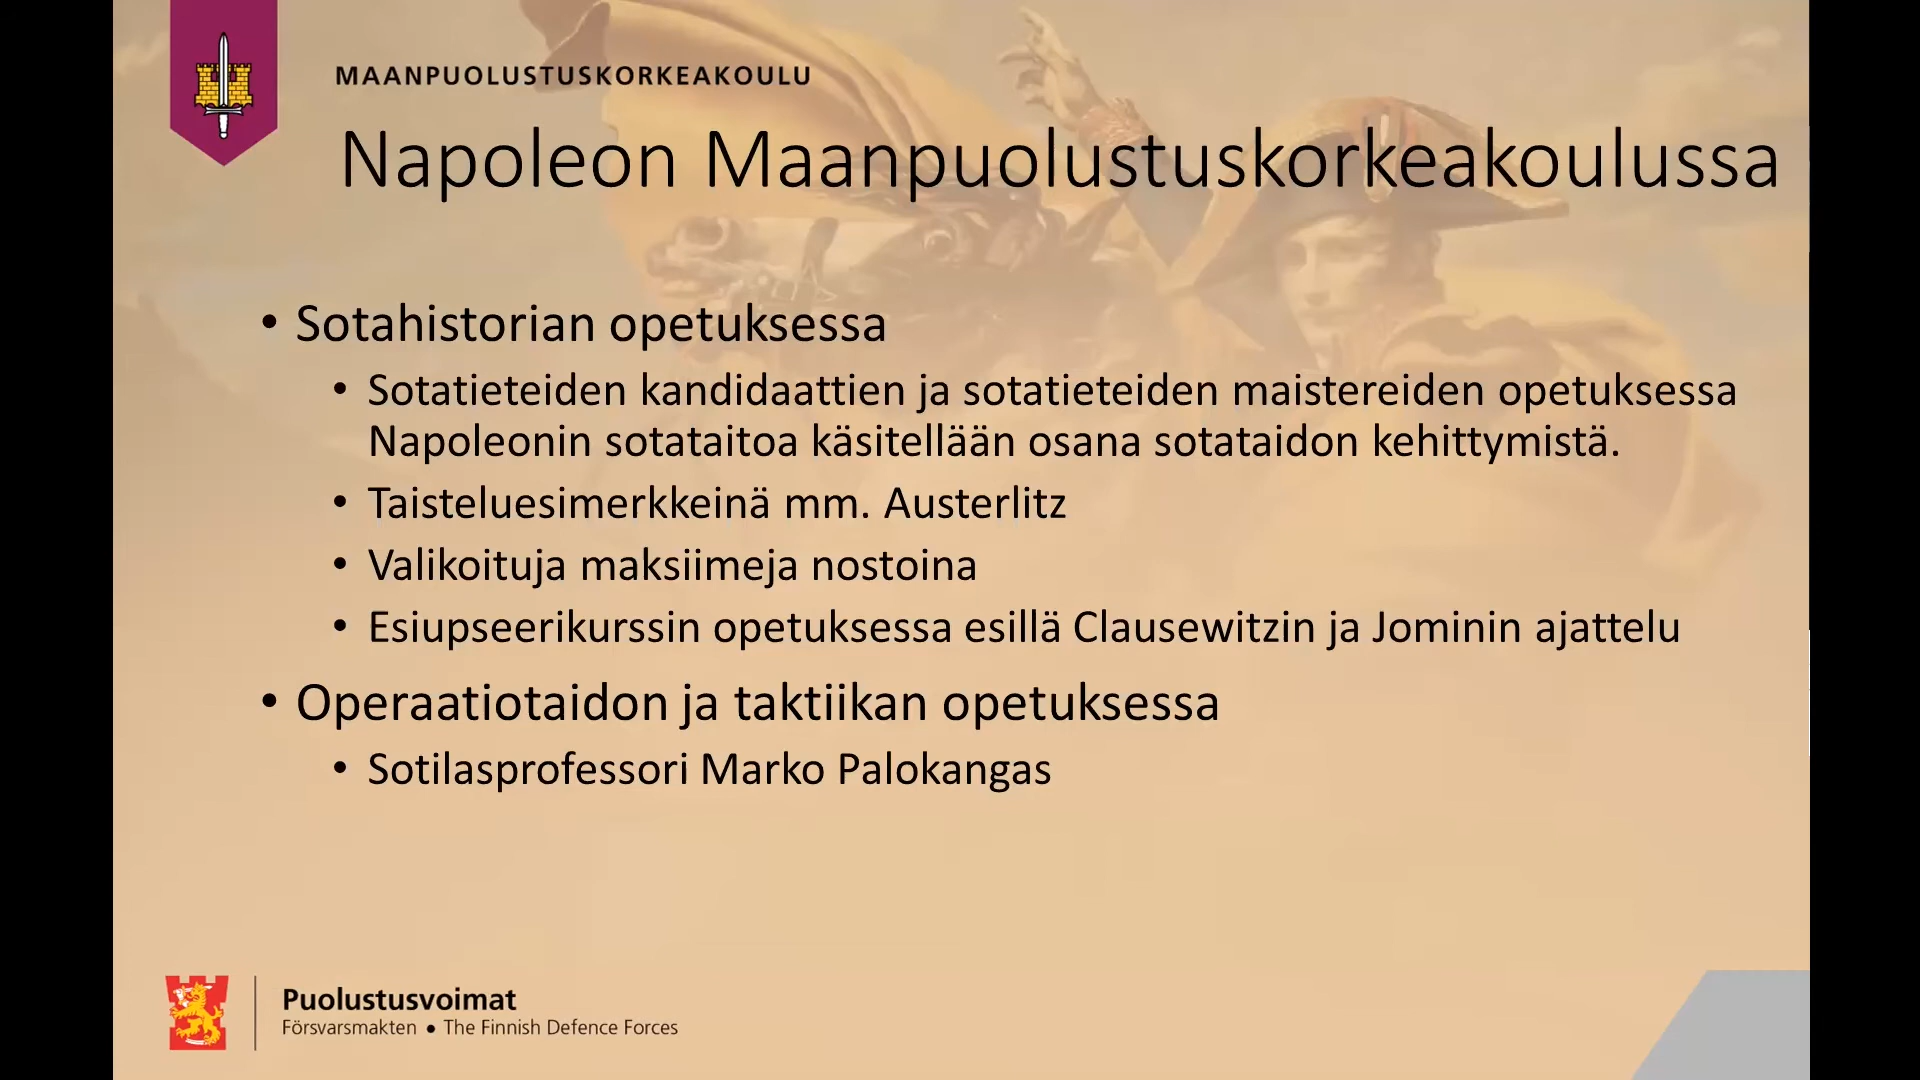 MAANPUOLUSTUSKORKEAKOULU
Napoleon Maanpuolustuskorkeakoulussa
• Sotahistorian opetuksessa
• Sotatieteiden kandidaattien ja sotatieteiden maistereiden opetuksessa
Napoleonin sotataitoa käsitellään osana sotataidon kehittymistä.
• Taisteluesimerkkeinä mm. Austerlitz
• Valikoituja maksiimeja nostoina
• Esiupseerikurssin opetuksessa esillä Clausewitzin ja Jominin ajattelu
• Operaatiotaidon ja taktiikan opetuksessa
• Sotilasprofessori Marko Palokangas
Puolustusvoimat
Försvarsmakten • The Finnish Defence Forces